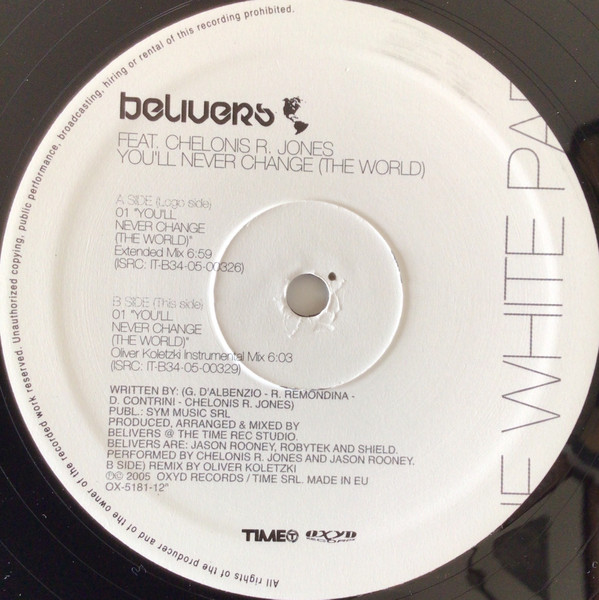 All rights of the producer and of the owner of the recorded work reserved. Unauthorized copying, public performance, broadcasting, hiring or rental of this recording prohibited.
belivers
FEAT. CHELONIS R. JONES
YOU'LL NEVER CHANGE (THE WORLD)
A SIDE (Logo side)
01 "YOU'LL
NEVER CHANGE
(THE WORLD)"
Extended Mix 6:59
(ISRC: IT-B34-05-00326)
B SIDE (This side)
01 "YOU'LL
NEVER CHANGE
(THE WORLD)"
Oliver Koletzki Instrumental Mix 6:03
(ISRC: IT-B34-05-00329)
WRITTEN BY: (G. D'ALBENZIO - R. REMONDINA -
D. CONTRINI - CHELONIS R. JONES)
PUBL.: SYM MUSIC SRL
PRODUCED, ARRANGED & MIXED BY
BELIVERS @ THE TIME REC STUDIO.
BELIVERS ARE: JASON ROONEY, ROBYTEK AND SHIELD.
PERFORMED BY CHELONIS R. JONES AND JASON ROONEY.
B SIDE) REMIX BY OLIVER KOLETZKI
℗© 2005 OXYD RECORDS / TIME SRL. MADE IN EU
OX-5181-12"
TIME
OXYD
RECORDS
WHITE PA